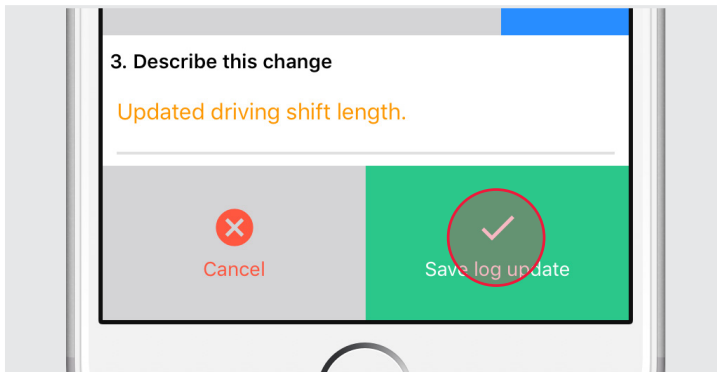 3. Describe this change
Updated driving shift length.
Cancel
Save log update